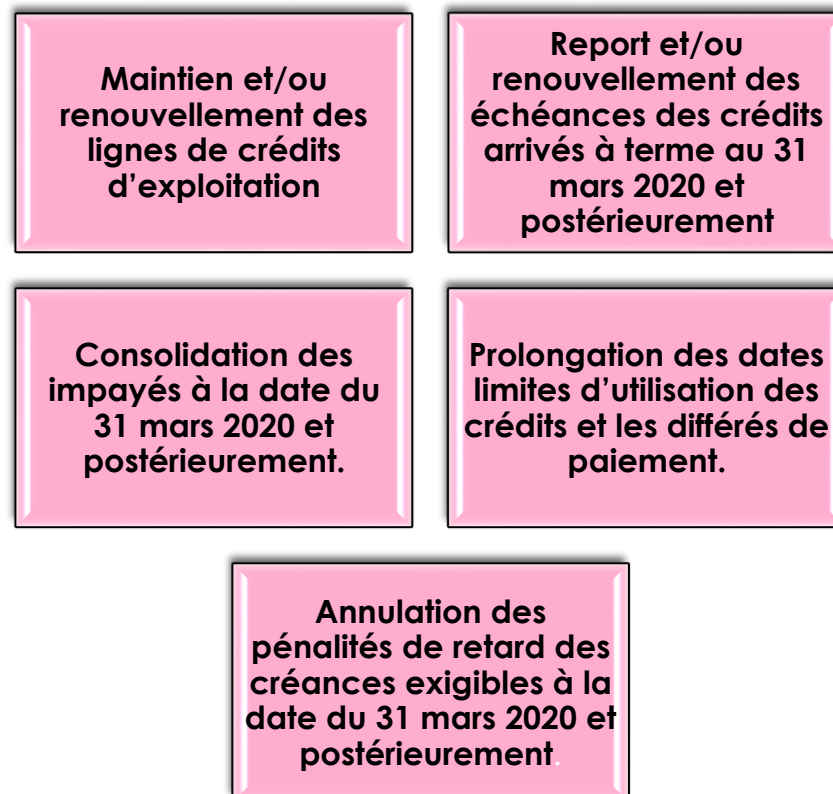 Maintien et/ou
renouvellement des
lignes de crédits
d’exploitation
Report et/ou
renouvellement des
échéances des crédits
arrivés à terme au 31
mars 2020 et
postérieurement
Consolidation des
impayés à la date du
31 mars 2020 et
postérieurement.
Prolongation des dates
limites d’utilisation des
crédits et les différés de
paiement.
Annulation des
pénalités de retard des
créances exigibles à la
date du 31 mars 2020 et
postérieurement.